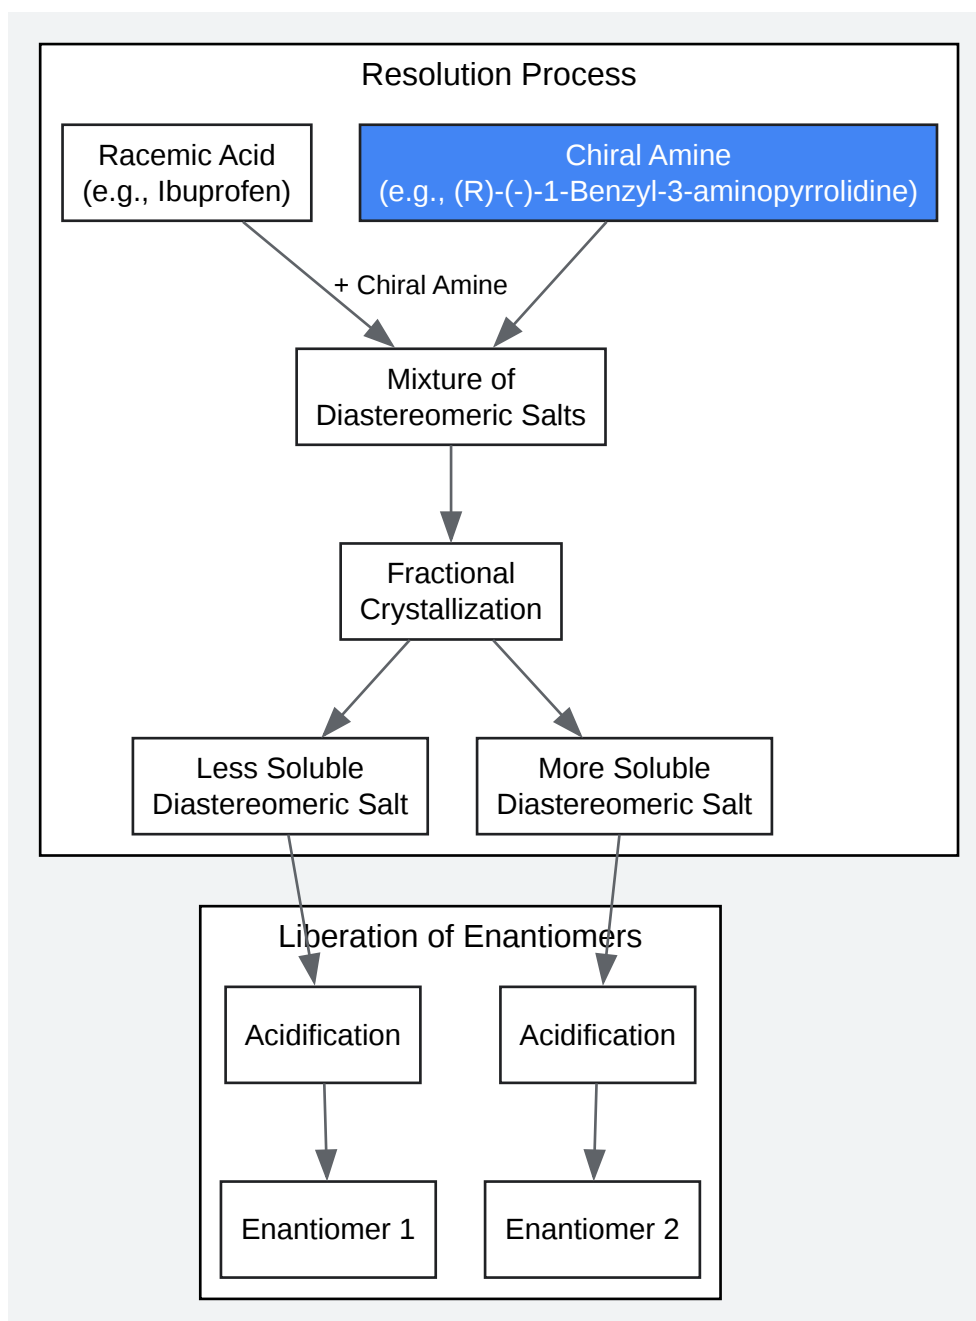 Resolution Process
Racemic Acid
(e.g., Ibuprofen)
Chiral Amine
(e.g., (R)-(-)-1-Benzyl-3-aminopyrrolidine)
+ Chiral Amine
Mixture of
Diastereomeric Salts
Fractional
Crystallization
Less Soluble
Diastereomeric Salt
More Soluble
Diastereomeric Salt
Liberation of Enantiomers
Acidification
Acidification
Enantiomer 1
Enantiomer 2